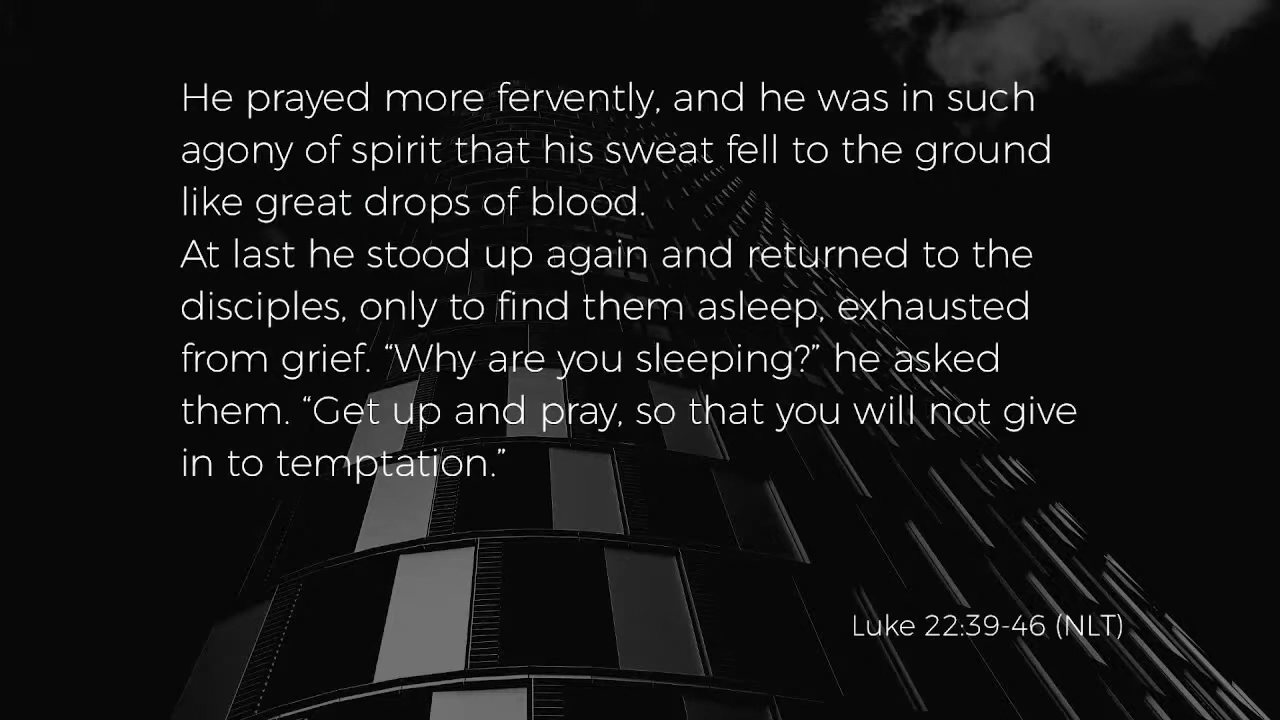 He prayed more fervently, and he was in such
agony of spirit that his sweat fell to the ground
like great drops of blood.
At last he stood up again and returned to the
disciples, only to find them asleep, exhausted
from grief. “Why are you sleeping?” he asked
them. “Get up and pray, so that you will not give
in to temptation.”
Luke 22:39-46 (NLT)